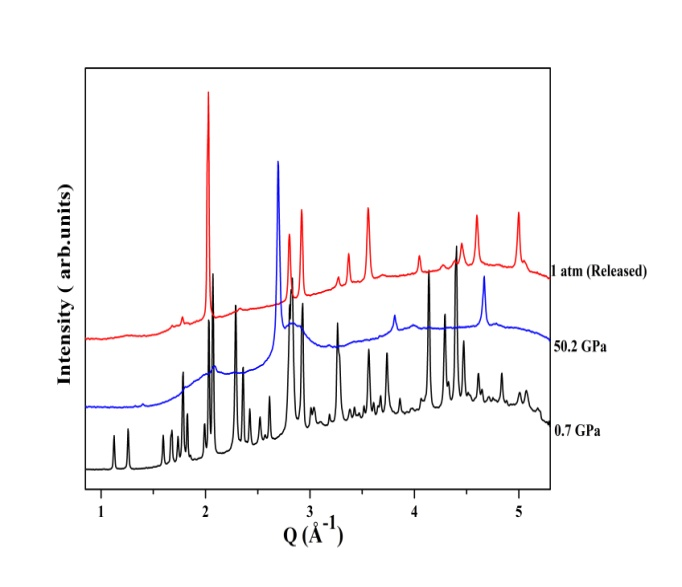 Intensity ( arb.units)
1 atm (Released)
50.2 GPa
0.7 GPa
1 2 3 4 5
Q (Å-1)